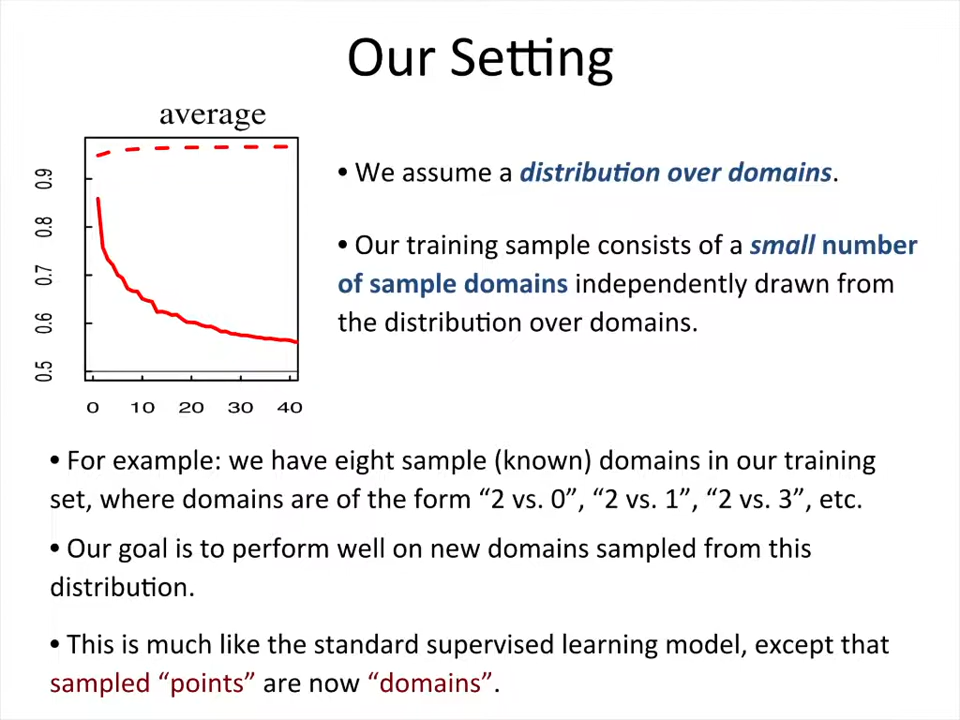 Our Setting
average
0.9
0.8
0.7
0.6
0.5
0 10 20 30 40
• We assume a distribution over domains.
• Our training sample consists of a small number
of sample domains independently drawn from
the distribution over domains.
• For example: we have eight sample (known) domains in our training
set, where domains are of the form “2 vs. 0”, “2 vs. 1”, “2 vs. 3”, etc.
• Our goal is to perform well on new domains sampled from this
distribution.
• This is much like the standard supervised learning model, except that
sampled “points” are now “domains”.